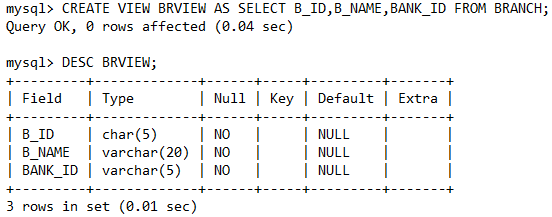 mysql> CREATE VIEW BRVIEW AS SELECT B_ID,B_NAME,BANK_ID FROM BRANCH;
Query OK, 0 rows affected (0.04 sec)

mysql> DESC BRVIEW;
+---------+-------------+------+-----+---------+-------+
| Field   | Type        | Null | Key | Default | Extra |
+---------+-------------+------+-----+---------+-------+
| B_ID    | char(5)     | NO   |     | NULL    |       |
| B_NAME  | varchar(20) | NO   |     | NULL    |       |
| BANK_ID | varchar(5)  | NO   |     | NULL    |       |
+---------+-------------+------+-----+---------+-------+
3 rows in set (0.01 sec)